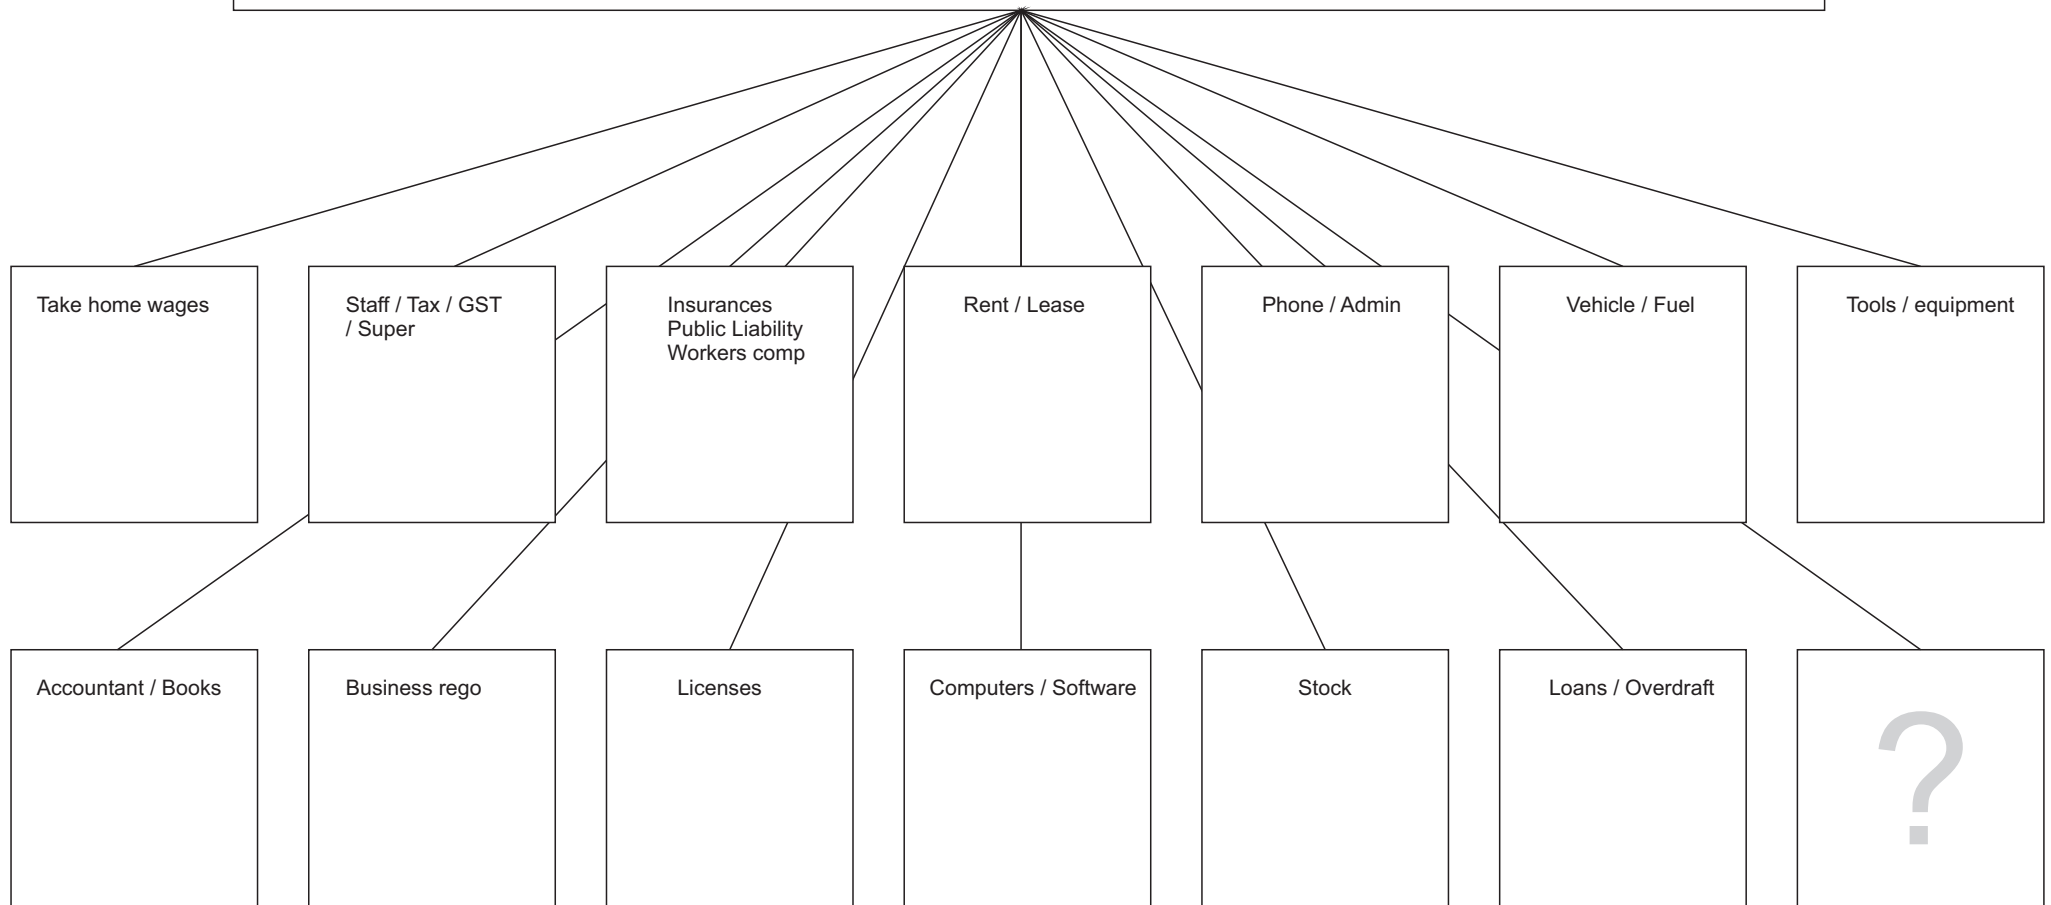 Take home wages
Staff / Tax / GST
/ Super
Insurances
Public Liability
Workers comp
Rent / Lease
Phone / Admin
Vehicle / Fuel
Tools / equipment
Accountant / Books
Business rego
Licenses
Computers / Software
Stock
Loans / Overdraft
?